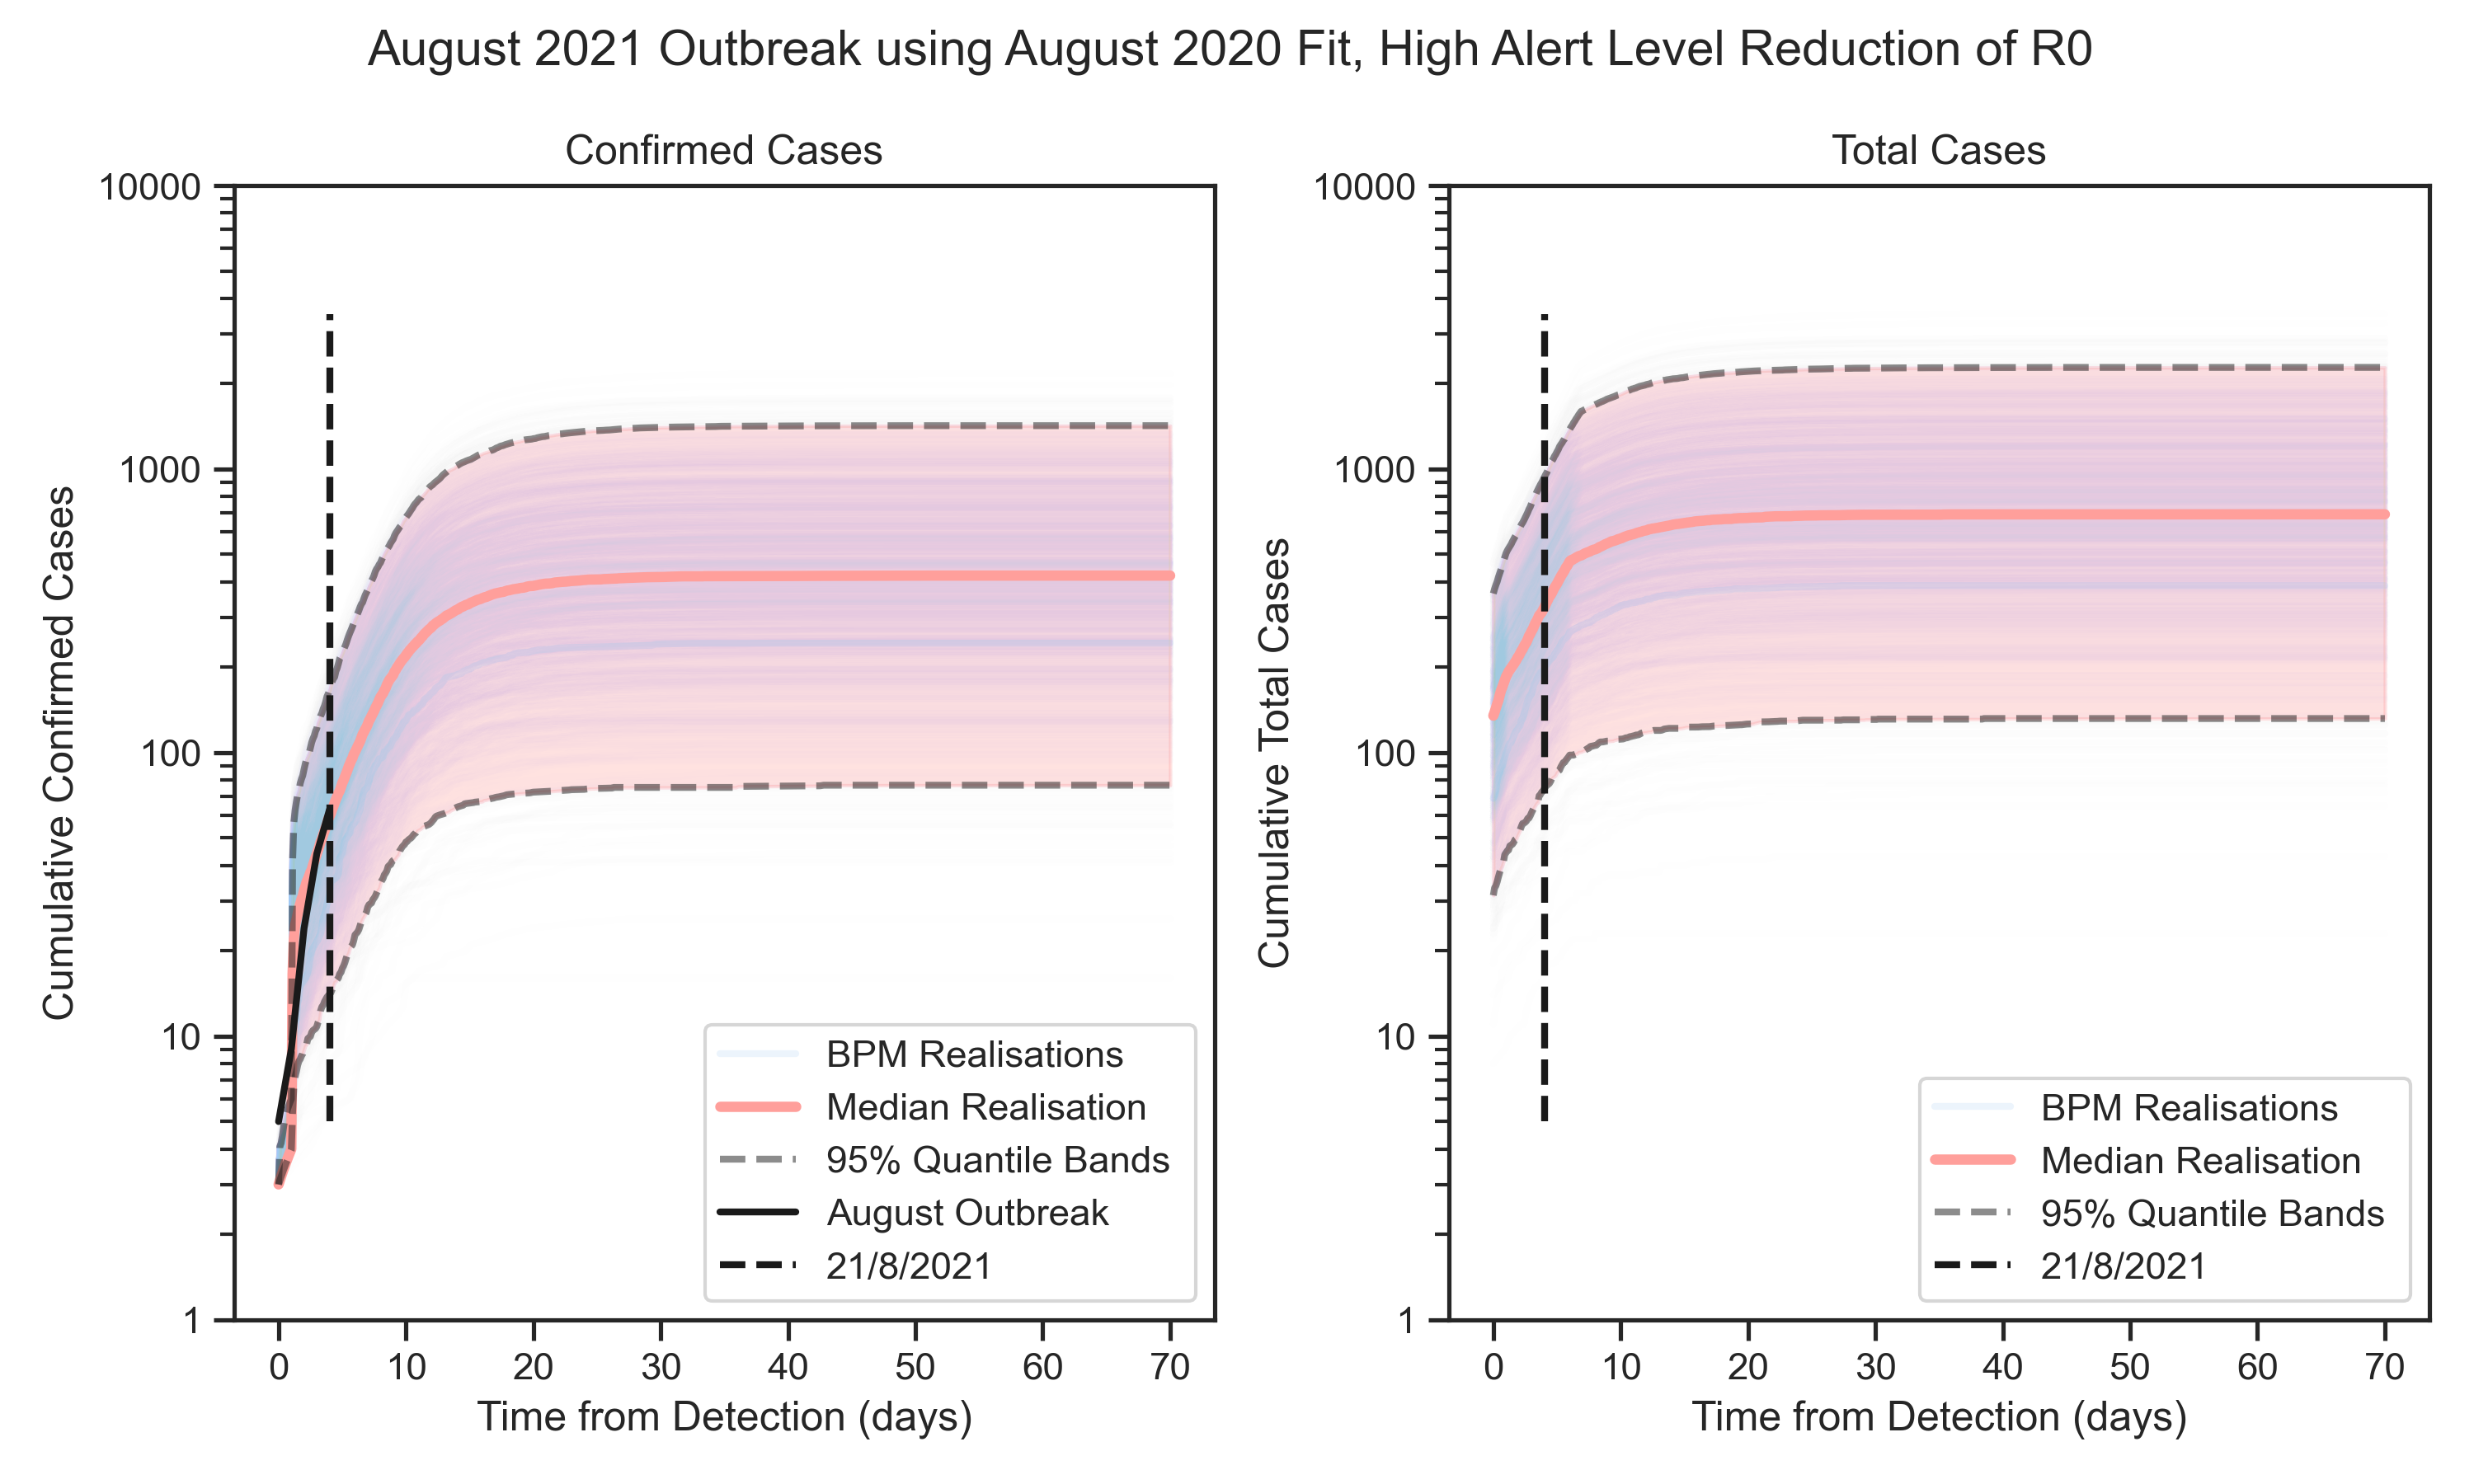 August 2021 Outbreak using August 2020 Fit, High Alert Level Reduction of R0
Confirmed Cases
10000
1000
100
10
1
Cumulative Confirmed Cases
0 10 20 30 40 50 60 70
Time from Detection (days)
BPM Realisations
Median Realisation
95% Quantile Bands
August Outbreak
21/8/2021
Total Cases
10000
1000
100
10
1
Cumulative Total Cases
0 10 20 30 40 50 60 70
Time from Detection (days)
BPM Realisations
Median Realisation
95% Quantile Bands
21/8/2021